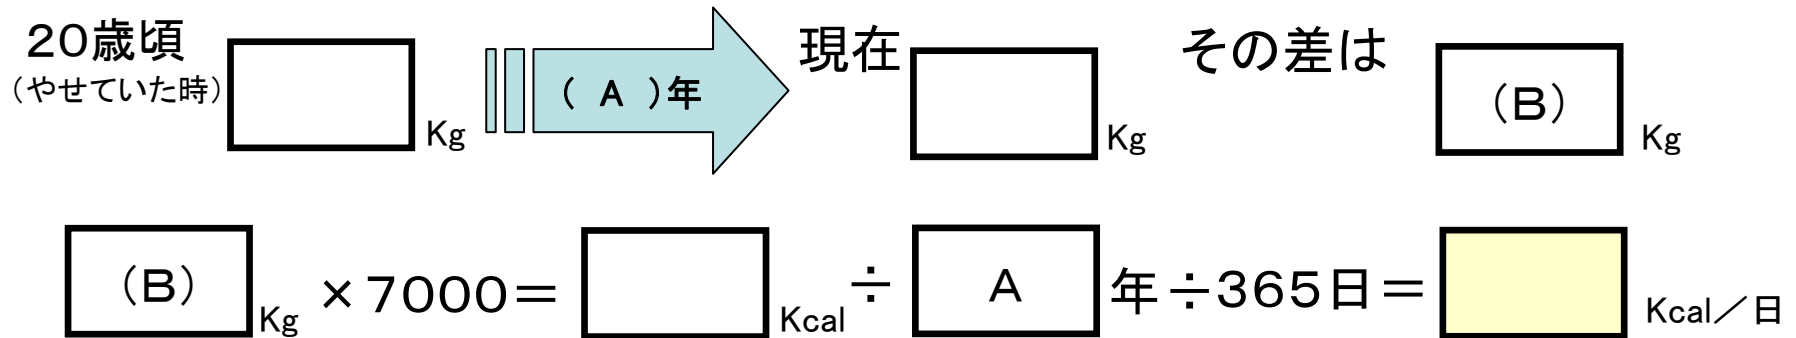 20歳頃
(やせていた時)
Kg
( A )年
現在
Kg
その差は
(B)
Kg
(B) Kg ×7000= Kcal ÷ A 年÷365日= Kcal／日